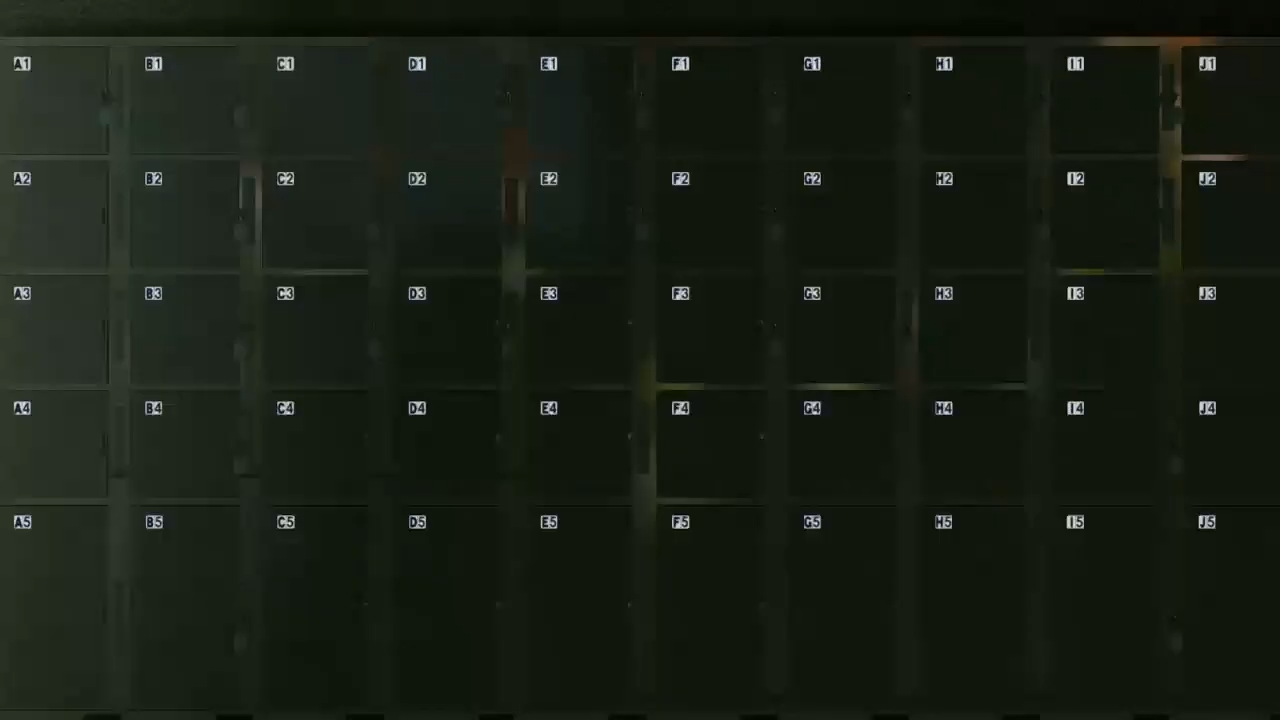 A1 B1 C1 D1 E1 F1 G1 H1 I1 J1
A2 B2 C2 D2 E2 F2 G2 H2 I2 J2
A3 B3 C3 D3 E3 F3 G3 H3 I3 J3
A4 B4 C4 D4 E4 F4 G4 H4 I4 J4
A5 B5 C5 D5 E5 F5 G5 H5 I5 J5